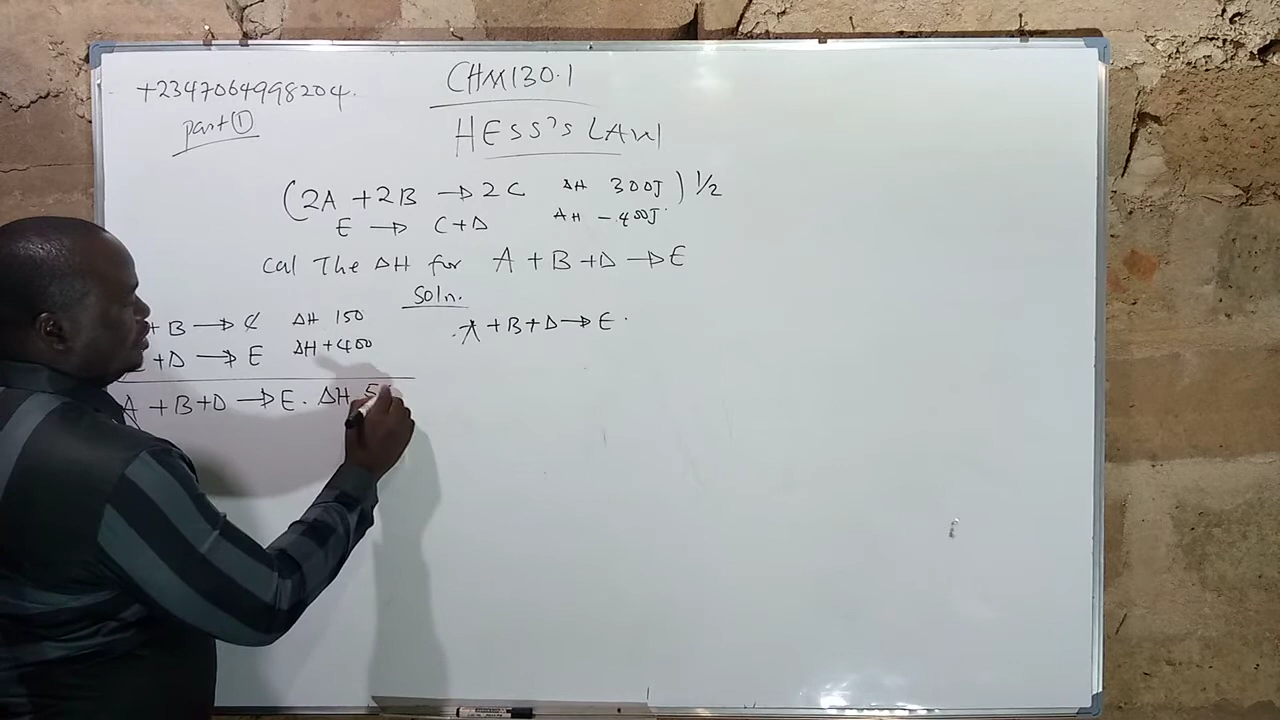 +2347064998204.
part ①
CHM130.1
HESS'S LAW
(2A + 2B → 2C ΔH 300J) 1/2
E → C+D ΔH -400J
Cal The ΔH for A + B + D → E
Soln.
+ B → C ΔH 150
+ D → E ΔH +400
A + B + D → E. ΔH 5
A + B + D → E.